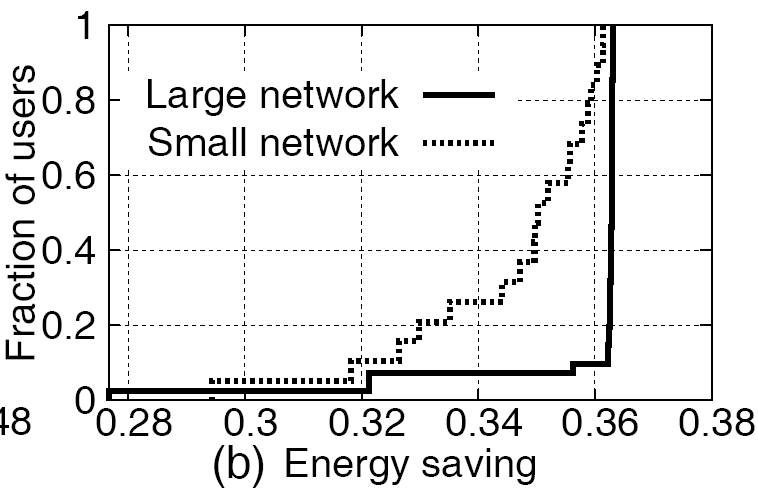 1
0.8
0.6
0.4
0.2
0
Fraction of users
Large network
Small network
48 0.28 0.3 0.32 0.34 0.36 0.38
(b) Energy saving